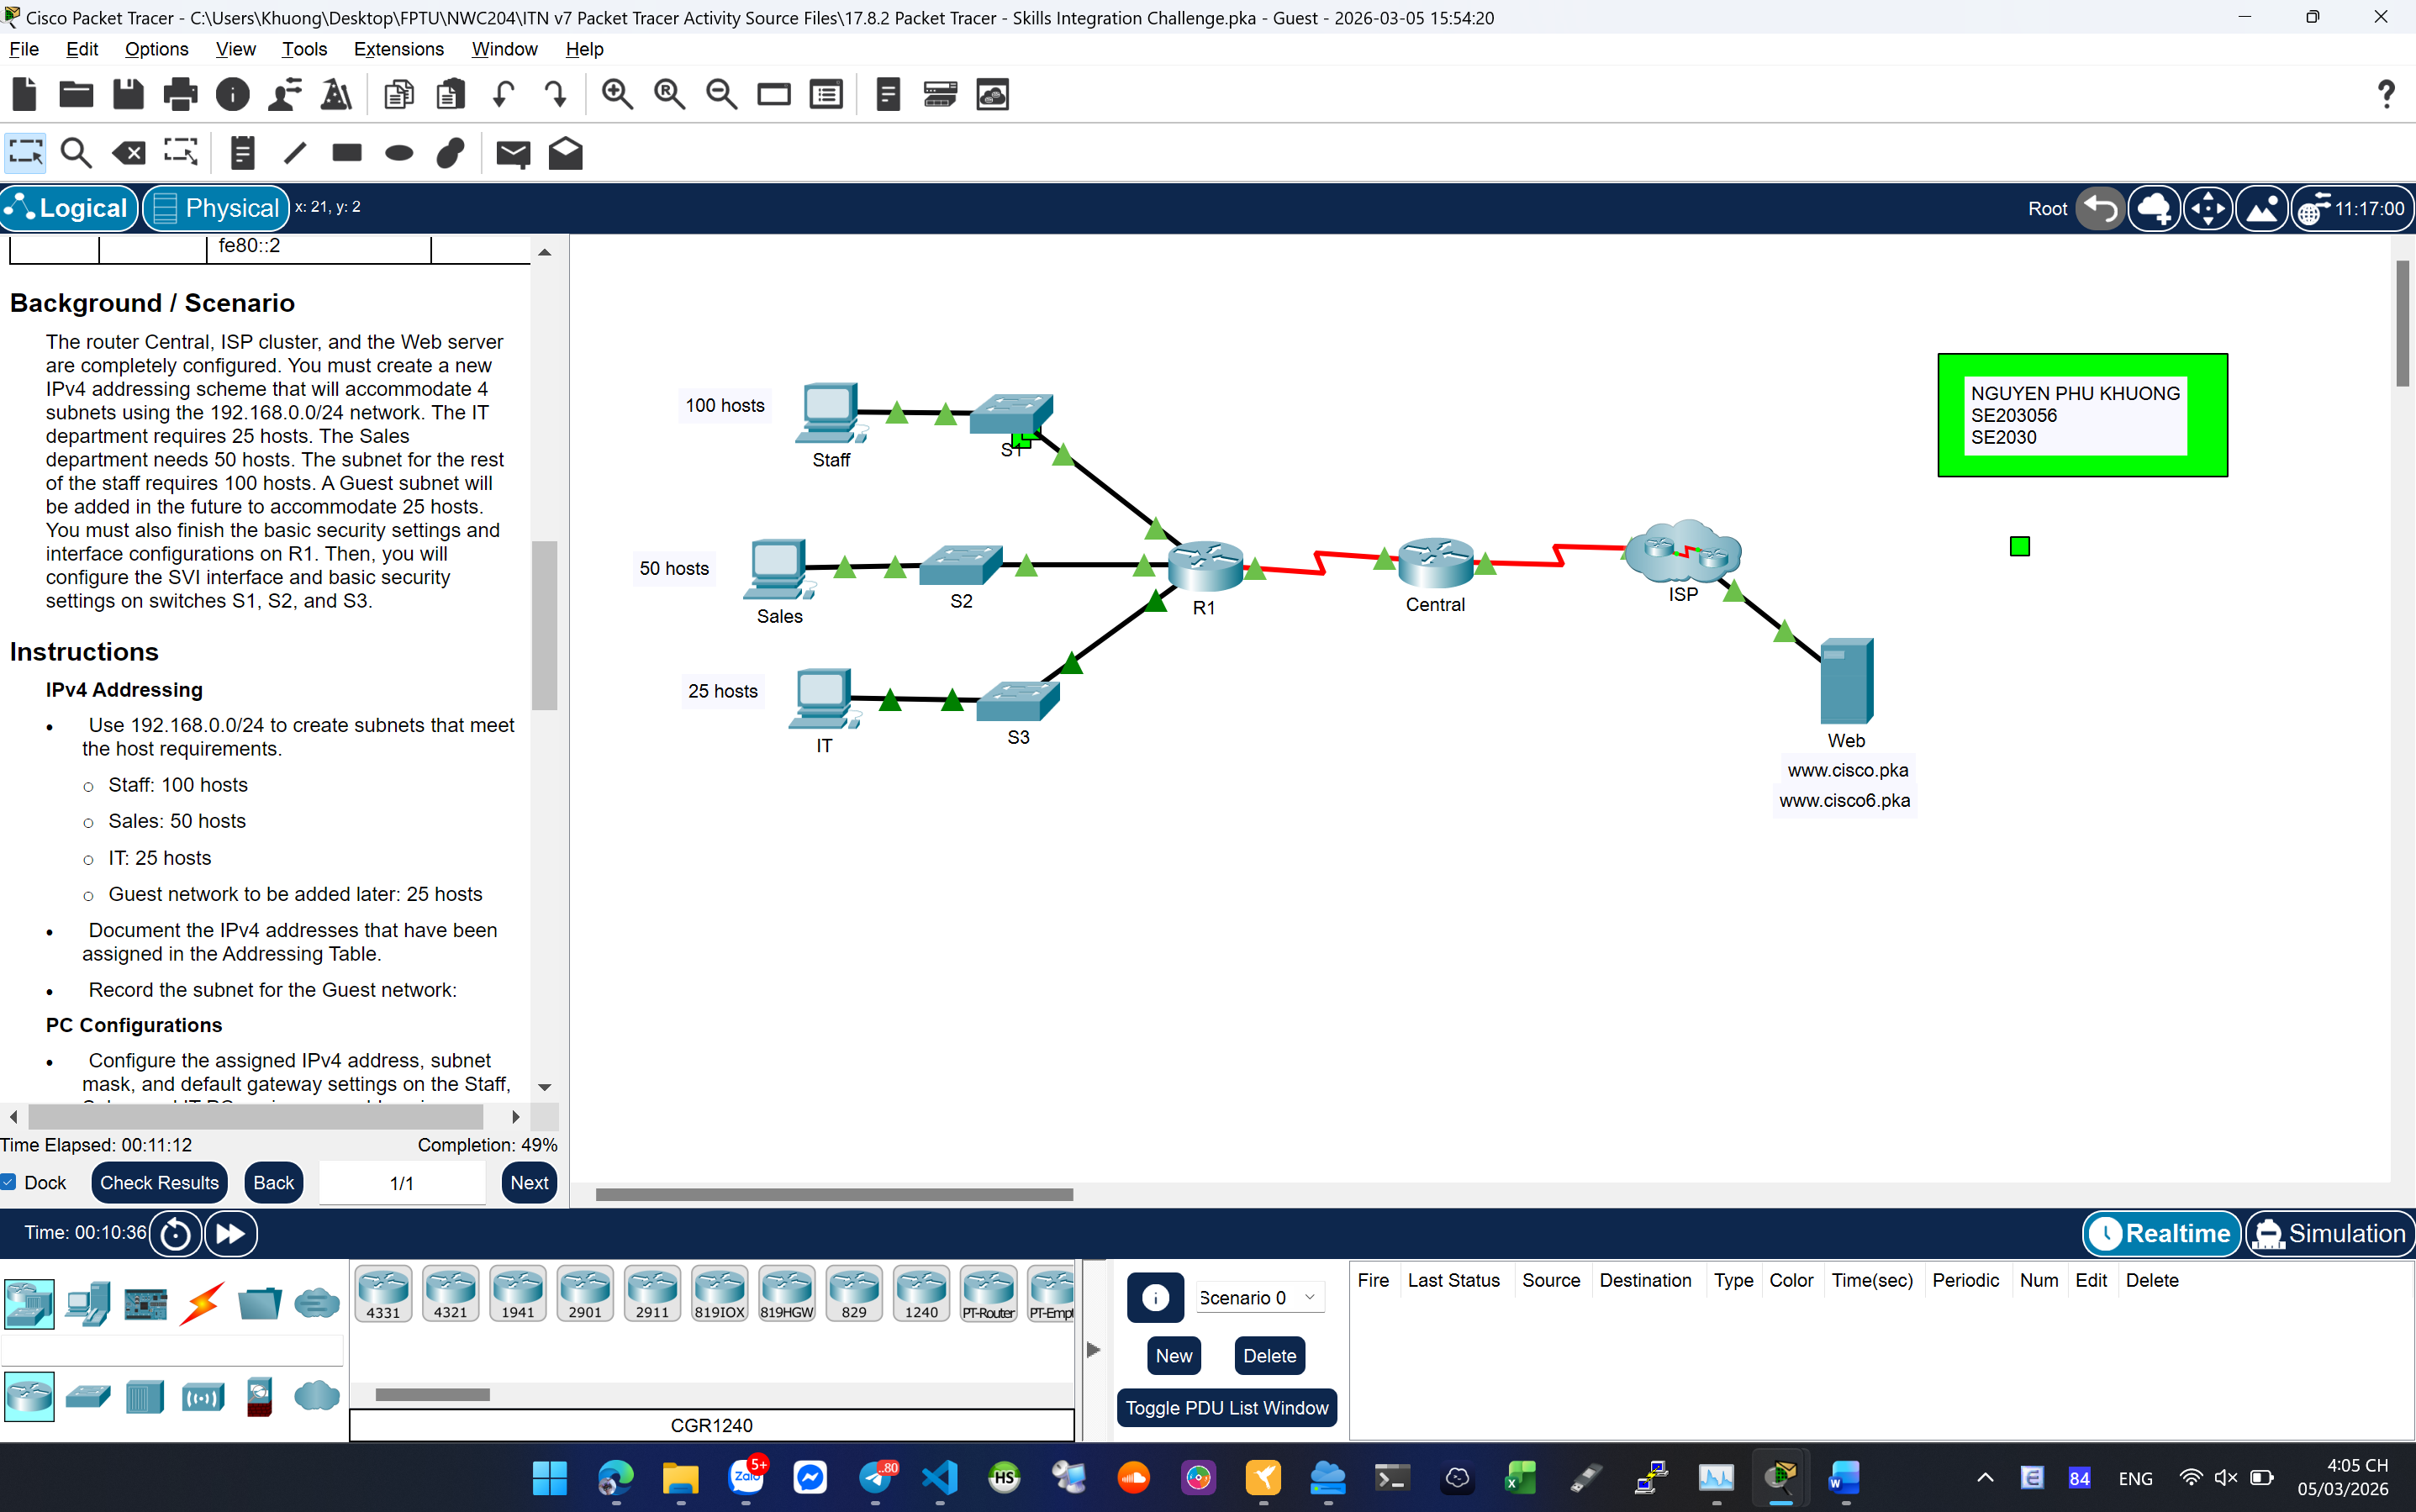 Cisco Packet Tracer - C:\Users\Khuong\Desktop\FPTU\NWC204\ITN v7 Packet Tracer Activity Source Files\17.8.2 Packet Tracer - Skills Integration Challenge.pka - Guest - 2026-03-05 15:54:20
File Edit Options View Tools Extensions Window Help
Logical Physical x: 21, y: 2 Root 11:17:00
fe80::2
Background / Scenario
The router Central, ISP cluster, and the Web server
are completely configured. You must create a new
IPv4 addressing scheme that will accommodate 4
subnets using the 192.168.0.0/24 network. The IT
department requires 25 hosts. The Sales
department needs 50 hosts. The subnet for the rest
of the staff requires 100 hosts. A Guest subnet will
be added in the future to accommodate 25 hosts.
You must also finish the basic security settings and
interface configurations on R1. Then, you will
configure the SVI interface and basic security
settings on switches S1, S2, and S3.
Instructions
IPv4 Addressing
• Use 192.168.0.0/24 to create subnets that meet
the host requirements.
o Staff: 100 hosts
o Sales: 50 hosts
o IT: 25 hosts
o Guest network to be added later: 25 hosts
• Document the IPv4 addresses that have been
assigned in the Addressing Table.
• Record the subnet for the Guest network:
PC Configurations
• Configure the assigned IPv4 address, subnet
mask, and default gateway settings on the Staff,
Time Elapsed: 00:11:12 Completion: 49%
Dock Check Results Back 1/1 Next
100 hosts
Staff
S1
50 hosts
Sales
S2
R1
Central
ISP
25 hosts
IT
S3
Web
www.cisco.pka
www.cisco6.pka
NGUYEN PHU KHUONG
SE203056
SE2030
Time: 00:10:36 Realtime Simulation
4331 4321 1941 2901 2911 819IOX 819HGW 829 1240 PT-Router PT-Empt
CGR1240
Scenario 0
New Delete
Toggle PDU List Window
Fire Last Status Source Destination Type Color Time(sec) Periodic Num Edit Delete
Zalo 5+ ..80 HS W
84 ENG 4:05 CH
05/03/2026